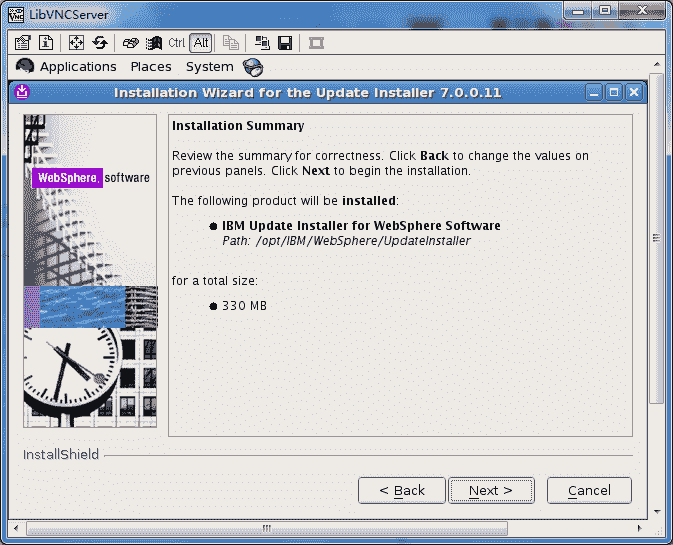 LibVNCServer
Ctrl Alt
Applications Places System
Installation Wizard for the Update Installer 7.0.0.11
WebSphere software
Installation Summary
Review the summary for correctness. Click Back to change the values on
previous panels. Click Next to begin the installation.
The following product will be installed:
IBM Update Installer for WebSphere Software
Path: /opt/IBM/WebSphere/UpdateInstaller
for a total size:
330 MB
InstallShield
< Back Next > Cancel